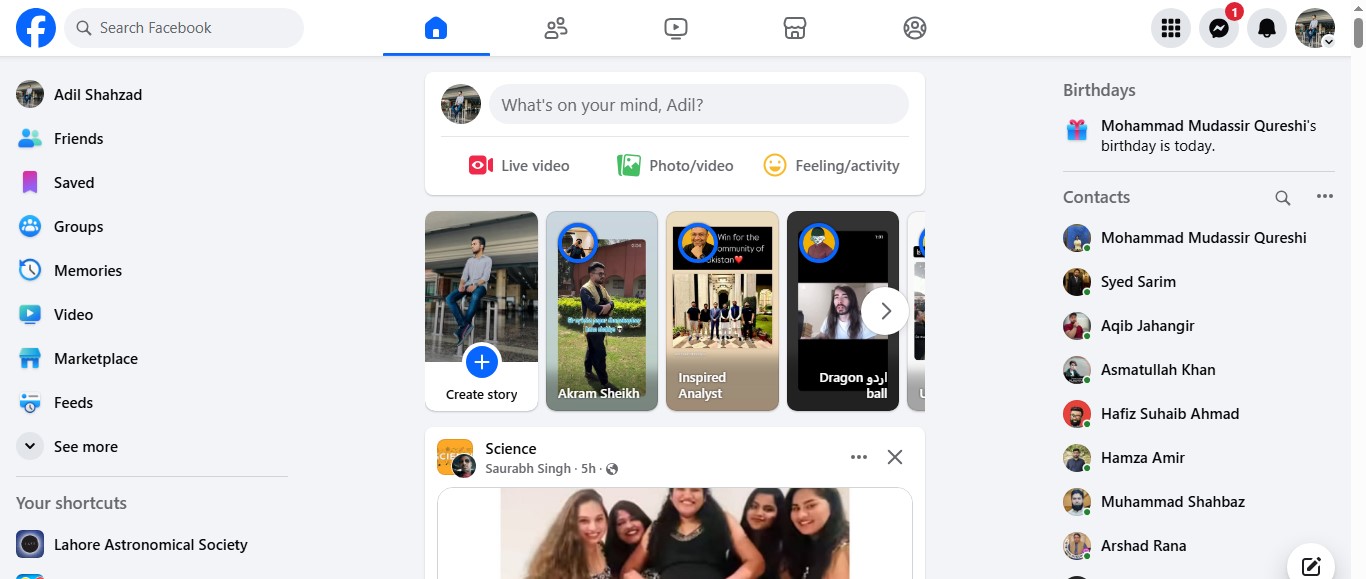 Search Facebook
1
Adil Shahzad
Friends
Saved
Groups
Memories
Video
Marketplace
Feeds
See more
Your shortcuts
Lahore Astronomical Society
What's on your mind, Adil?
Live video
Photo/video
Feeling/activity
Create story
Akram Sheikh
Win for the
ommunity of
kistan❤️
Inspired
Analyst
Dragon اردو
ball
U
Science
Saurabh Singh · 5h ·
Birthdays
Mohammad Mudassir Qureshi's
birthday is today.
Contacts
Mohammad Mudassir Qureshi
Syed Sarim
Aqib Jahangir
Asmatullah Khan
Hafiz Suhaib Ahmad
Hamza Amir
Muhammad Shahbaz
Arshad Rana